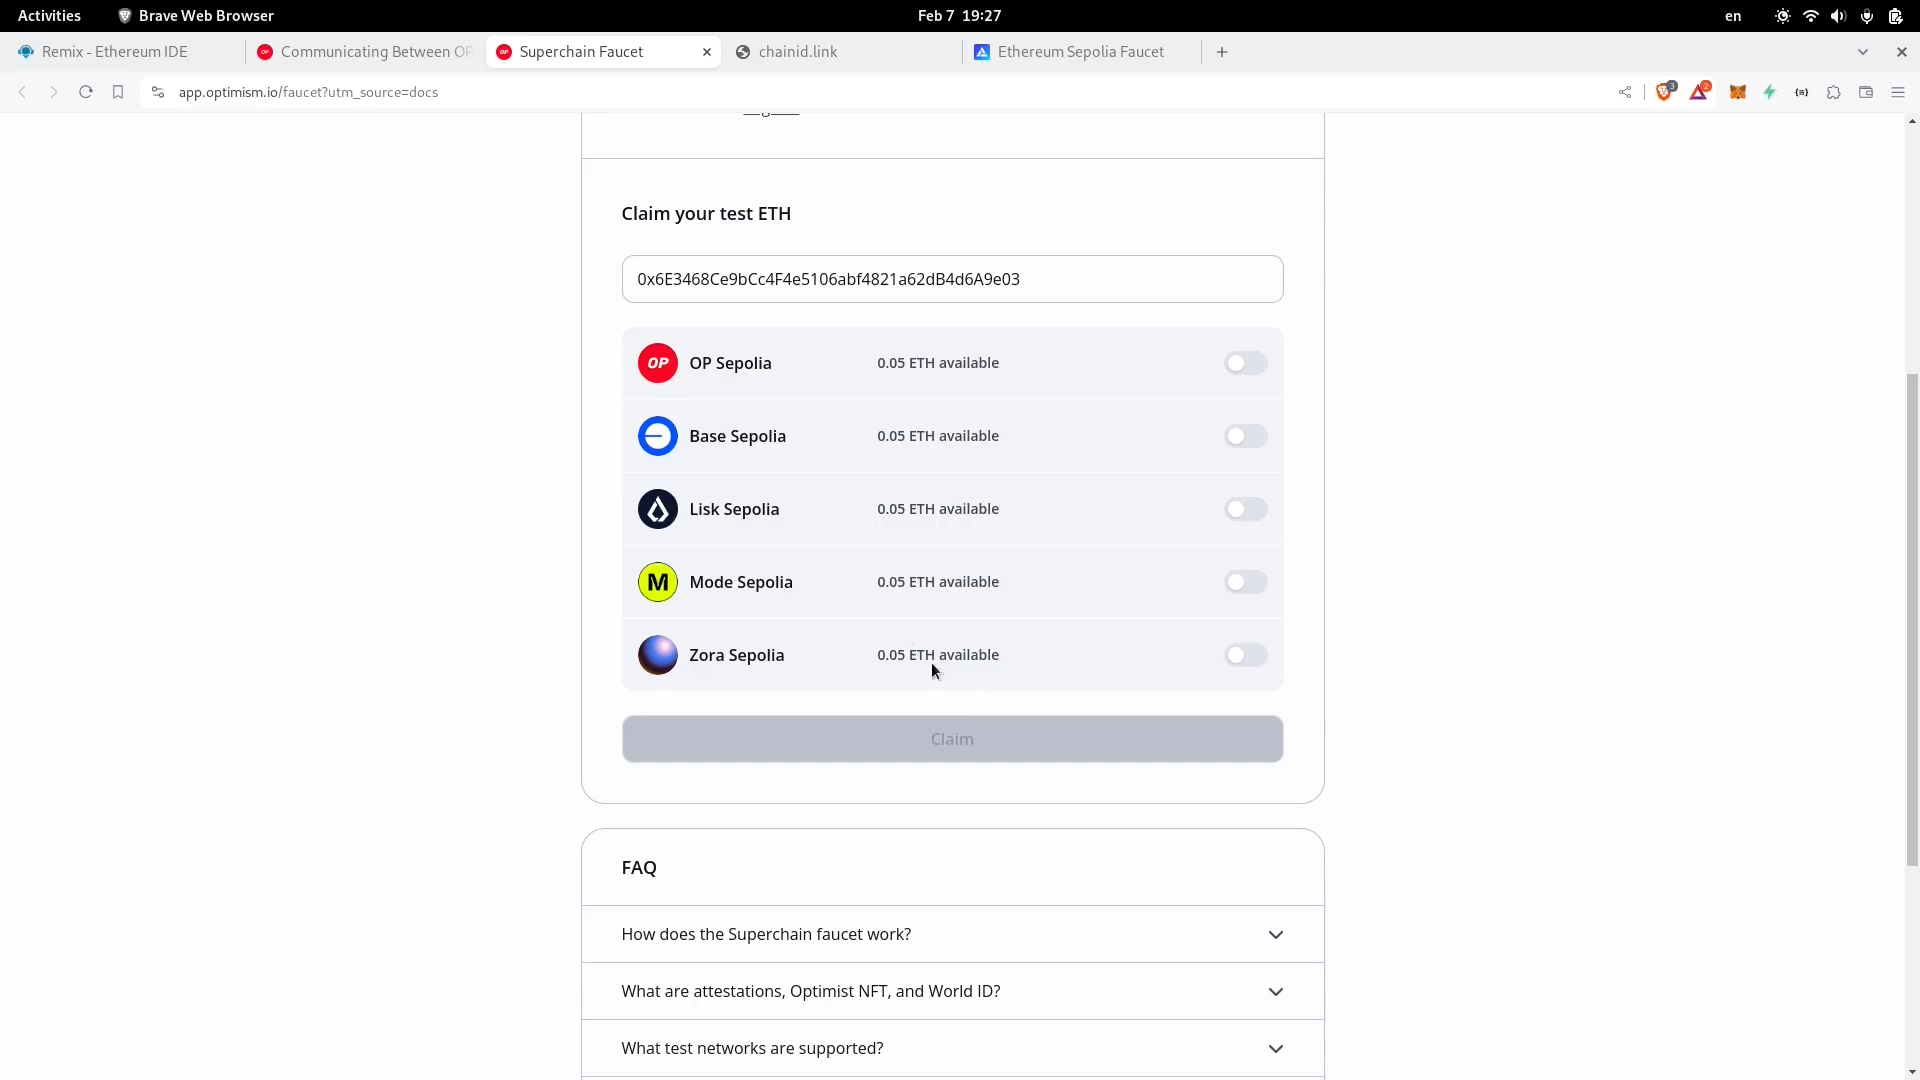 Activities
Brave Web Browser
Feb 7 19:27
en
Remix - Ethereum IDE
Communicating Between OP
Superchain Faucet
chainid.link
Ethereum Sepolia Faucet
app.optimism.io/faucet?utm_source=docs
3
2
Claim your test ETH
0x6E3468Ce9bCc4F4e5106abf4821a62dB4d6A9e03
OP
OP Sepolia
0.05 ETH available
Base Sepolia
0.05 ETH available
Lisk Sepolia
0.05 ETH available
M
Mode Sepolia
0.05 ETH available
Zora Sepolia
0.05 ETH available
Claim
FAQ
How does the Superchain faucet work?
What are attestations, Optimist NFT, and World ID?
What test networks are supported?